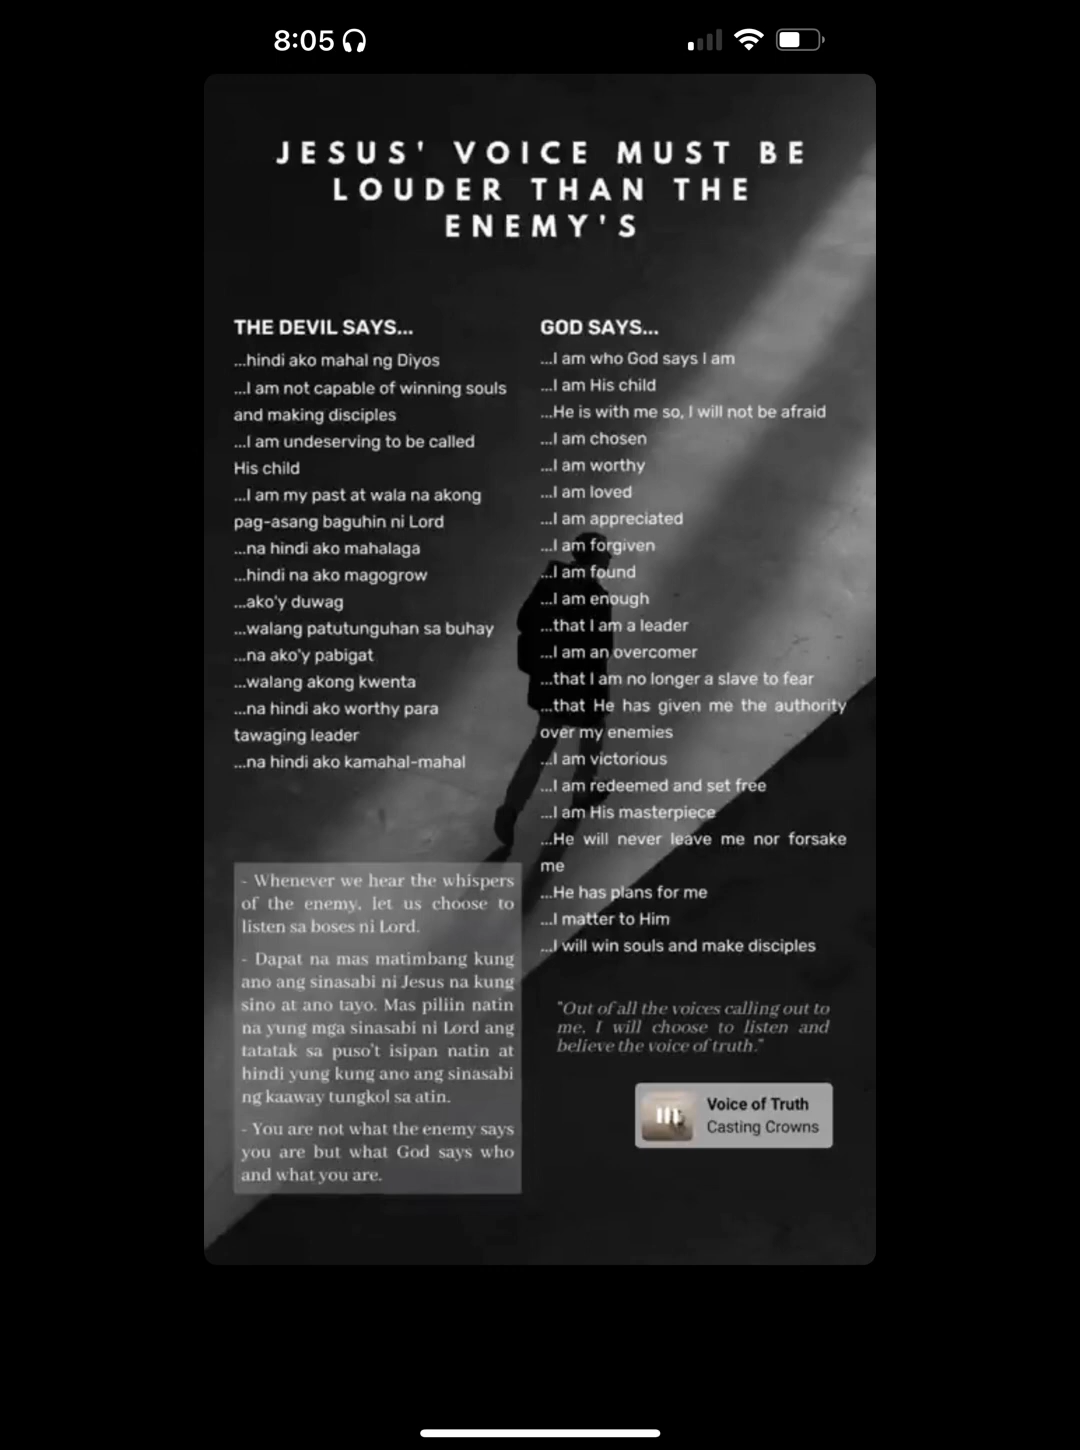 8:05
JESUS' VOICE MUST BE
LOUDER THAN THE
ENEMY'S
THE DEVIL SAYS...
...hindi ako mahal ng Diyos
...I am not capable of winning souls
and making disciples
...I am undeserving to be called
His child
...I am my past at wala na akong
pag-asang baguhin ni Lord
...na hindi ako mahalaga
...hindi na ako magogrow
...ako'y duwag
...walang patutunguhan sa buhay
...na ako'y pabigat
...walang akong kwenta
...na hindi ako worthy para
tawaging leader
...na hindi ako kamahal-mahal
- Whenever we hear the whispers
of the enemy, let us choose to
listen sa boses ni Lord.
- Dapat na mas matimbang kung
ano ang sinasabi ni Jesus na kung
sino at ano tayo. Mas piliin natin
na yung mga sinasabi ni Lord ang
tatatak sa puso't isipan natin at
hindi yung kung ano ang sinasabi
ng kaaway tungkol sa atin.
- You are not what the enemy says
you are but what God says who
and what you are.
GOD SAYS...
...I am who God says I am
...I am His child
...He is with me so, I will not be afraid
...I am chosen
...I am worthy
...I am loved
...I am appreciated
...I am forgiven
...I am found
...I am enough
...that I am a leader
...I am an overcomer
...that I am no longer a slave to fear
...that He has given me the authority
over my enemies
...I am victorious
...I am redeemed and set free
...I am His masterpiece
...He will never leave me nor forsake
me
...He has plans for me
...I matter to Him
...I will win souls and make disciples
"Out of all the voices calling out to
me, I will choose to listen and
believe the voice of truth."
Voice of Truth
Casting Crowns